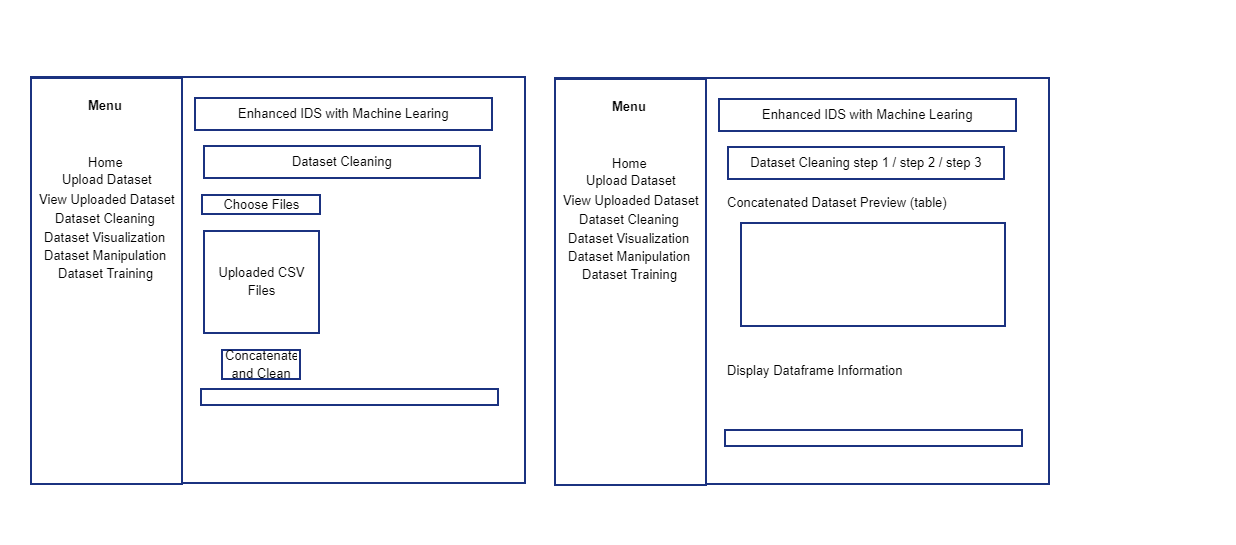 Menu
Home
Upload Dataset
View Uploaded Dataset
Dataset Cleaning
Dataset Visualization
Dataset Manipulation
Dataset Training
Enhanced IDS with Machine Learing
Dataset Cleaning
Choose Files
Uploaded CSV
Files
Concatenate
and Clean
Menu
Home
Upload Dataset
View Uploaded Dataset
Dataset Cleaning
Dataset Visualization
Dataset Manipulation
Dataset Training
Enhanced IDS with Machine Learing
Dataset Cleaning step 1 / step 2 / step 3
Concatenated Dataset Preview (table)
Display Dataframe Information